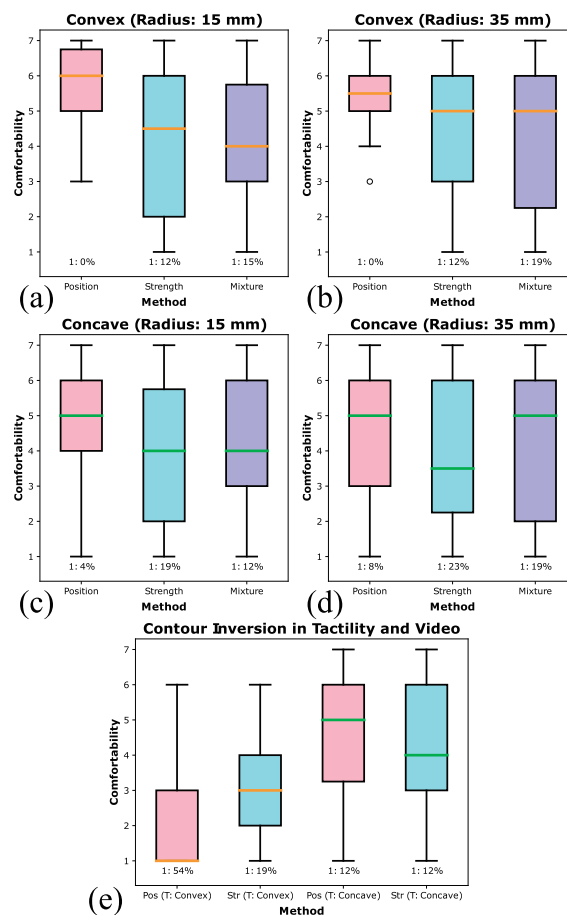 Convex (Radius: 15 mm)
7
6
5
4
3
2
1
Comfortability
1: 0%
1: 12%
1: 15%
Position
Strength
Mixture
Method
(a)
Convex (Radius: 35 mm)
7
6
5
4
3
2
1
Comfortability
1: 0%
1: 12%
1: 19%
Position
Strength
Mixture
Method
(b)
Concave (Radius: 15 mm)
7
6
5
4
3
2
1
Comfortability
1: 4%
1: 19%
1: 12%
Position
Strength
Mixture
Method
(c)
Concave (Radius: 35 mm)
7
6
5
4
3
2
1
Comfortability
1: 8%
1: 23%
1: 19%
Position
Strength
Mixture
Method
(d)
Contour Inversion in Tactility and Video
7
6
5
4
3
2
1
Comfortability
1: 54%
1: 19%
1: 12%
1: 12%
Pos (T: Convex)
Str (T: Convex)
Pos (T: Concave)
Str (T: Concave)
Method
(e)